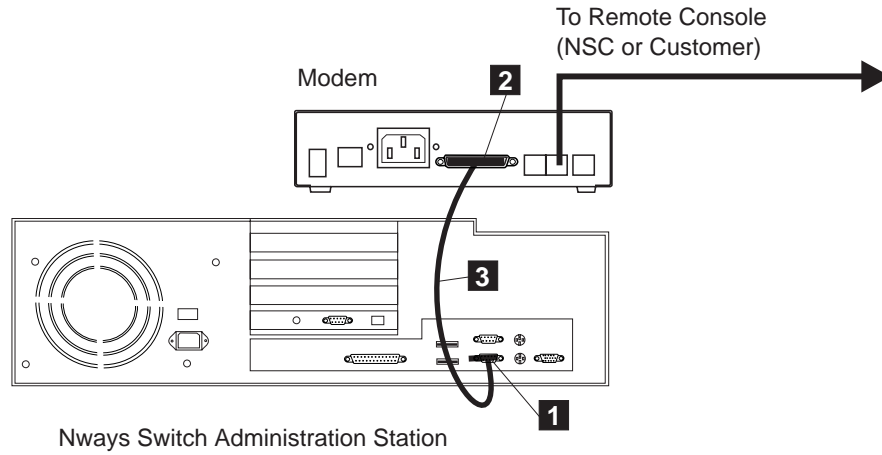 To Remote Console
(NSC or Customer)
Modem
2
3
1
Nways Switch Administration Station